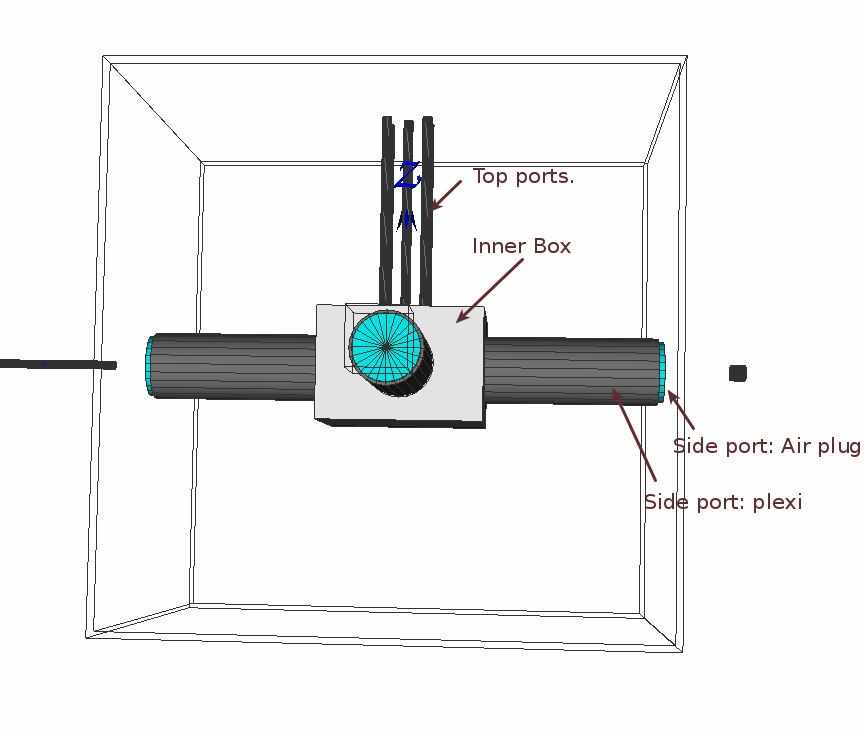 Z
Top ports.
Inner Box
Side port: Air plug
Side port: plexi